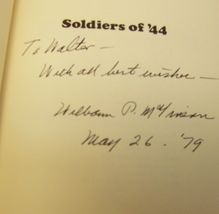 Soldiers of '44
To Walter —
With all best wishes —
William P. McGivern
May 26. '79